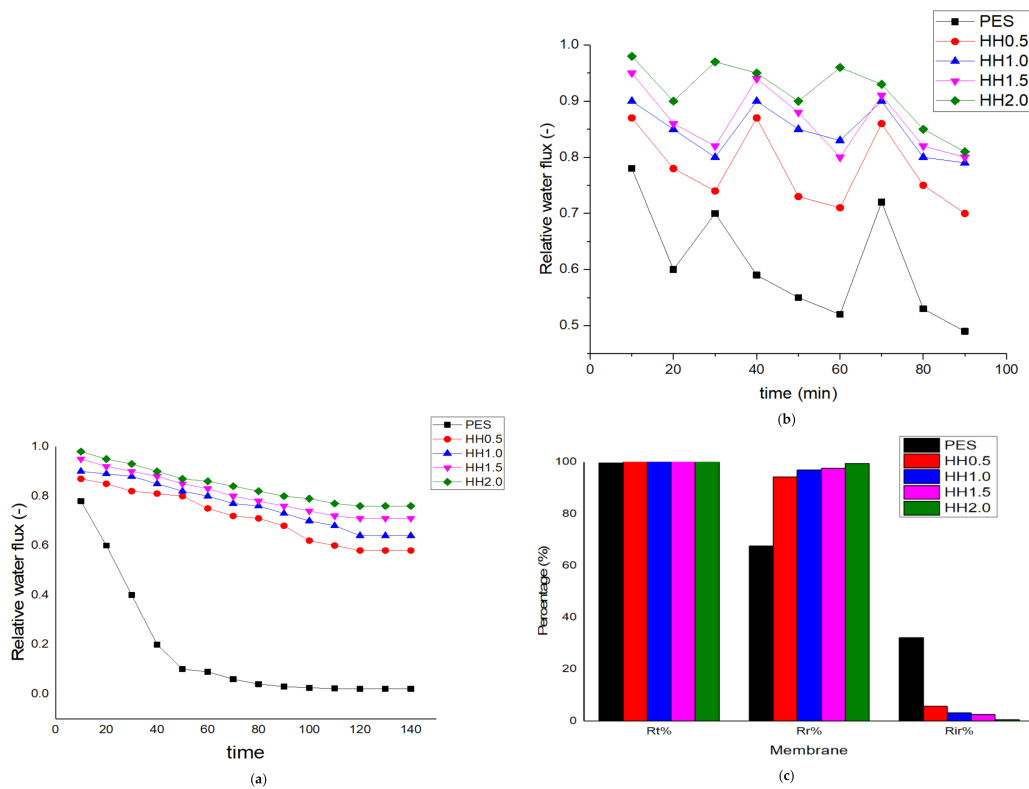 PES
HH0.5
HH1.0
HH1.5
HH2.0
1.0
0.9
0.8
0.7
0.6
0.5
Relative water flux (-)
0
20
40
60
80
100
time (min)
(b)
PES
HH0.5
HH1.0
HH1.5
HH2.0
1.0
0.8
0.6
0.4
0.2
0.0
Relative water flux (-)
0
20
40
60
80
100
120
140
time
(a)
PES
HH0.5
HH1.0
HH1.5
HH2.0
100
80
60
40
20
0
Percentage (%)
Rt%
Rr%
Rir%
Membrane
(c)